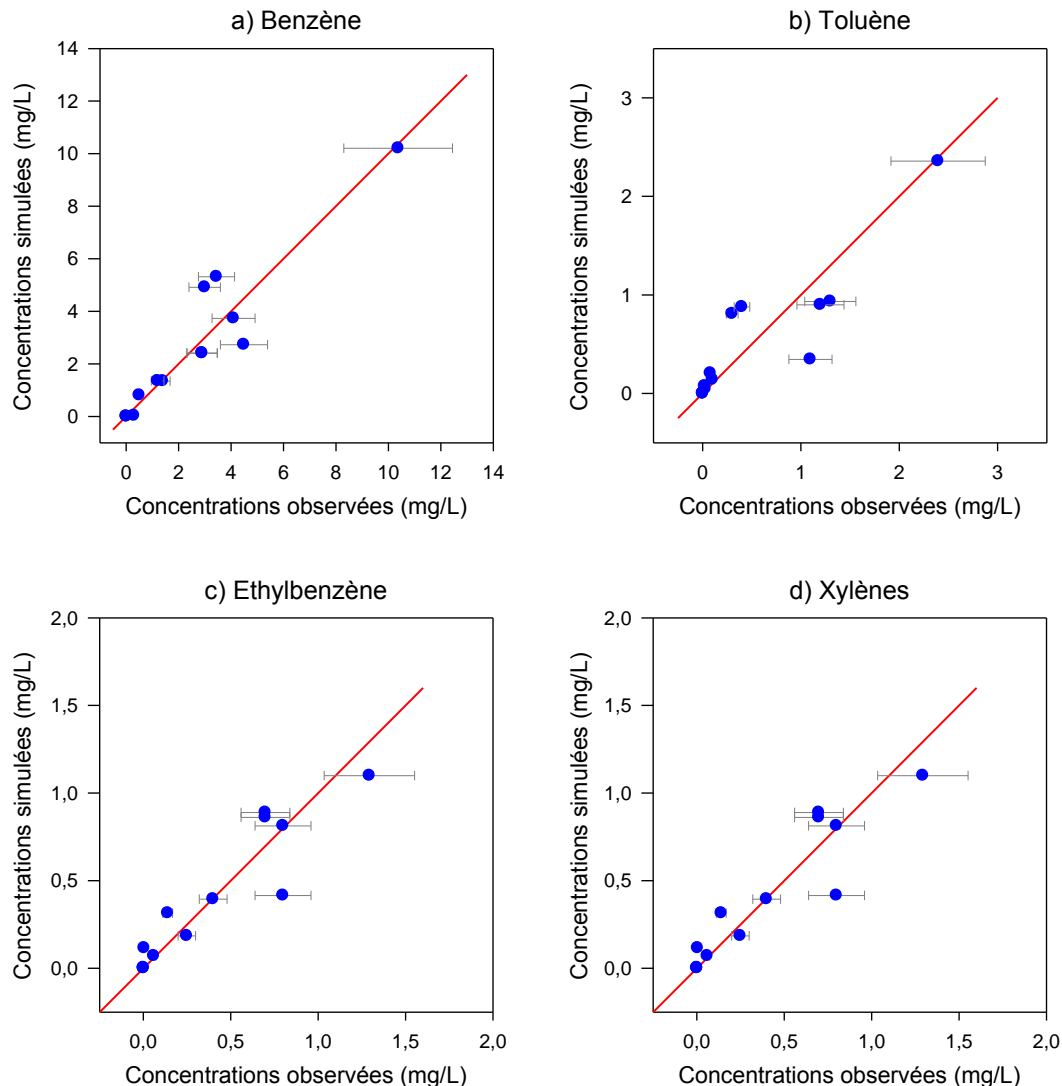 a) Benzène
b) Toluène
Concentrations simulées (mg/L)
14
12
10
8
6
4
2
0
0 2 4 6 8 10 12 14
Concentrations observées (mg/L)
Concentrations simulées (mg/L)
3
2
1
0
0 1 2 3
Concentrations observées (mg/L)
c) Ethylbenzène
d) Xylènes
Concentrations simulées (mg/L)
2,0
1,5
1,0
0,5
0,0
0,0 0,5 1,0 1,5 2,0
Concentrations observées (mg/L)
Concentrations simulées (mg/L)
2,0
1,5
1,0
0,5
0,0
0,0 0,5 1,0 1,5 2,0
Concentrations observées (mg/L)